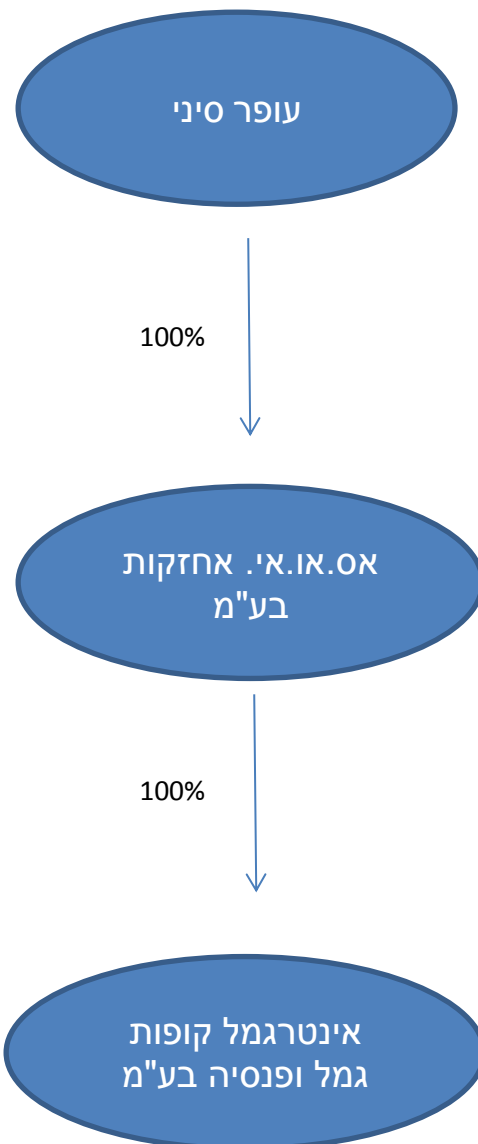 עופר סיני
100%
אס.או.אי. אחזקות
בע"מ
100%
אינטרגמל קופות
גמל ופנסיה בע"מ